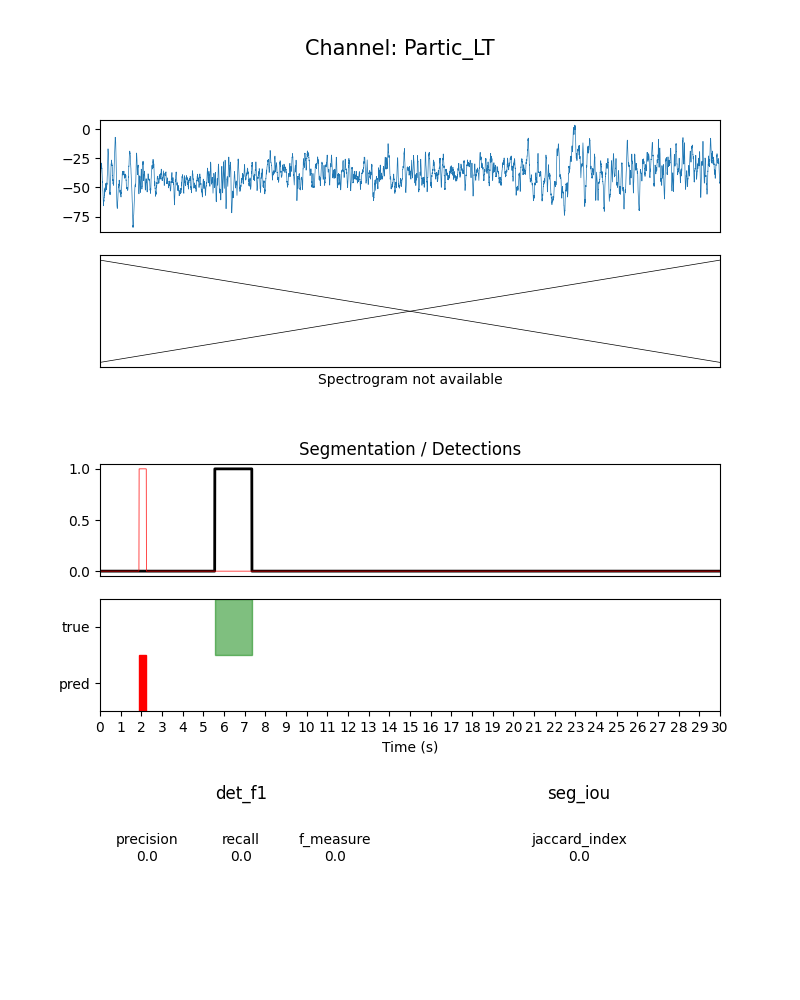 Channel: Partic_LT
0
−25
−50
−75
Spectrogram not available
Segmentation / Detections
1.0
0.5
0.0
true
pred
0 1 2 3 4 5 6 7 8 9 10 11 12 13 14 15 16 17 18 19 20 21 22 23 24 25 26 27 28 29 30
Time (s)
det_f1 seg_iou
precision recall f_measure jaccard_index
0.0 0.0 0.0 0.0